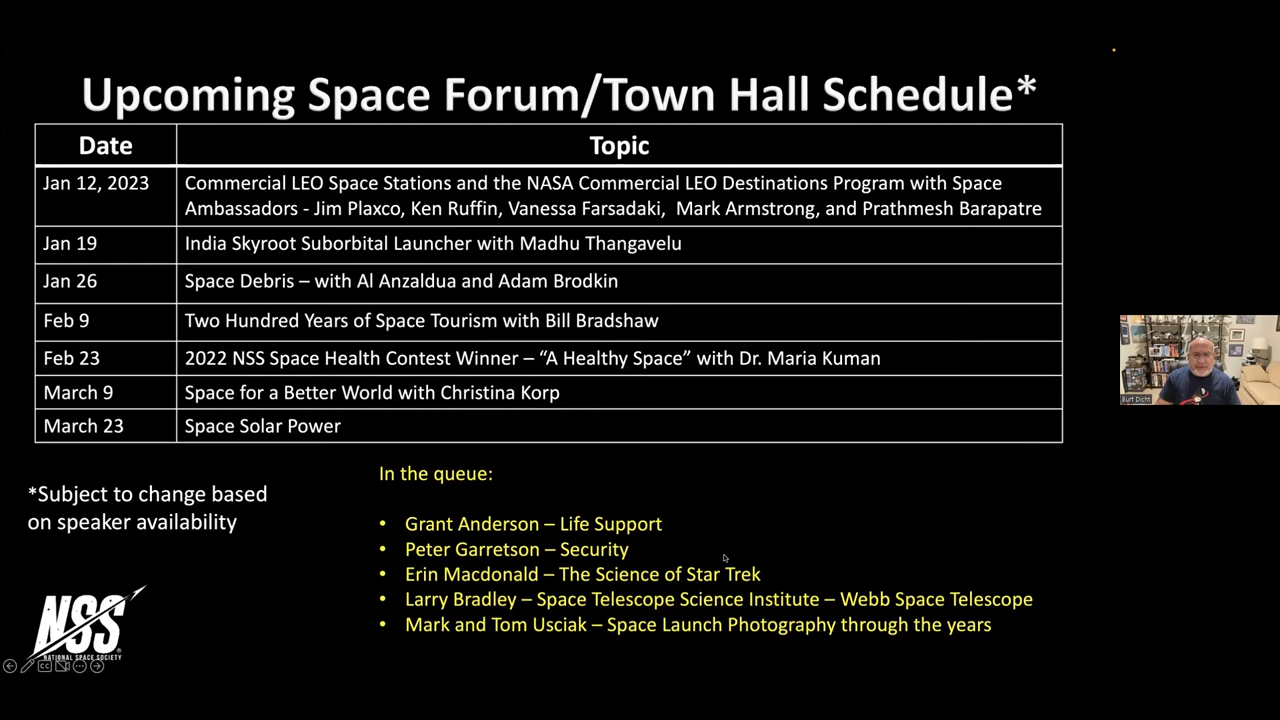 Upcoming Space Forum/Town Hall Schedule*
Date Topic
Jan 12, 2023 Commercial LEO Space Stations and the NASA Commercial LEO Destinations Program with Space
Ambassadors - Jim Plaxco, Ken Ruffin, Vanessa Farsadaki, Mark Armstrong, and Prathmesh Barapatre
Jan 19 India Skyroot Suborbital Launcher with Madhu Thangavelu
Jan 26 Space Debris – with Al Anzaldua and Adam Brodkin
Feb 9 Two Hundred Years of Space Tourism with Bill Bradshaw
Feb 23 2022 NSS Space Health Contest Winner – “A Healthy Space” with Dr. Maria Kuman
March 9 Space for a Better World with Christina Korp
March 23 Space Solar Power
*Subject to change based
on speaker availability
In the queue:
• Grant Anderson – Life Support
• Peter Garretson – Security
• Erin Macdonald – The Science of Star Trek
• Larry Bradley – Space Telescope Science Institute – Webb Space Telescope
• Mark and Tom Usciak – Space Launch Photography through the years
NSS
NATIONAL SPACE SOCIETY
CC
Burt Dicht